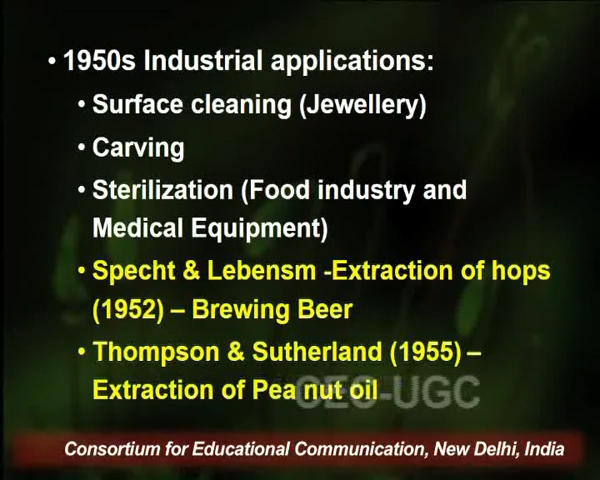 • 1950s Industrial applications:
• Surface cleaning (Jewellery)
• Carving
• Sterilization (Food industry and
Medical Equipment)
• Specht & Lebensm -Extraction of hops
(1952) – Brewing Beer
• Thompson & Sutherland (1955) –
Extraction of Pea nut oil
CEC-UGC
Consortium for Educational Communication, New Delhi, India